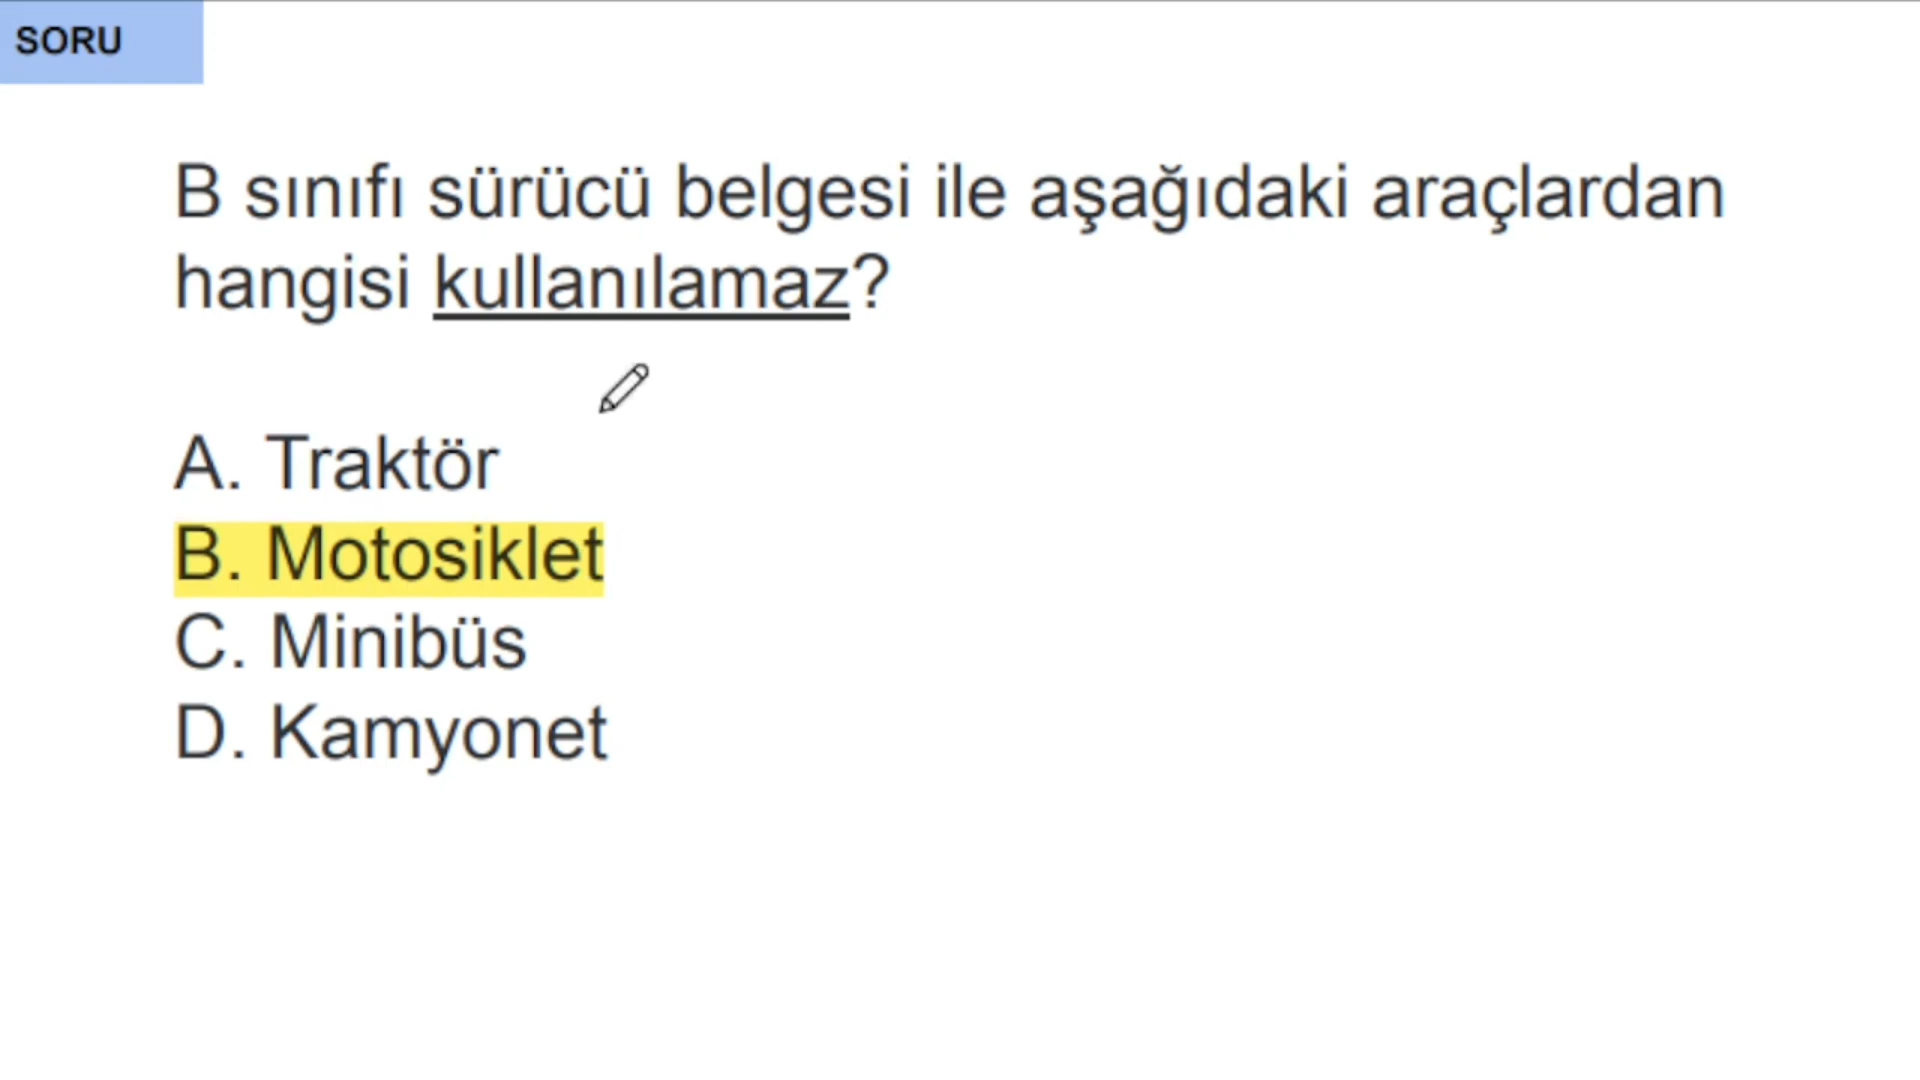 SORU
B sınıfı sürücü belgesi ile aşağıdaki araçlardan
hangisi kullanılamaz?
A. Traktör
B. Motosiklet
C. Minibüs
D. Kamyonet